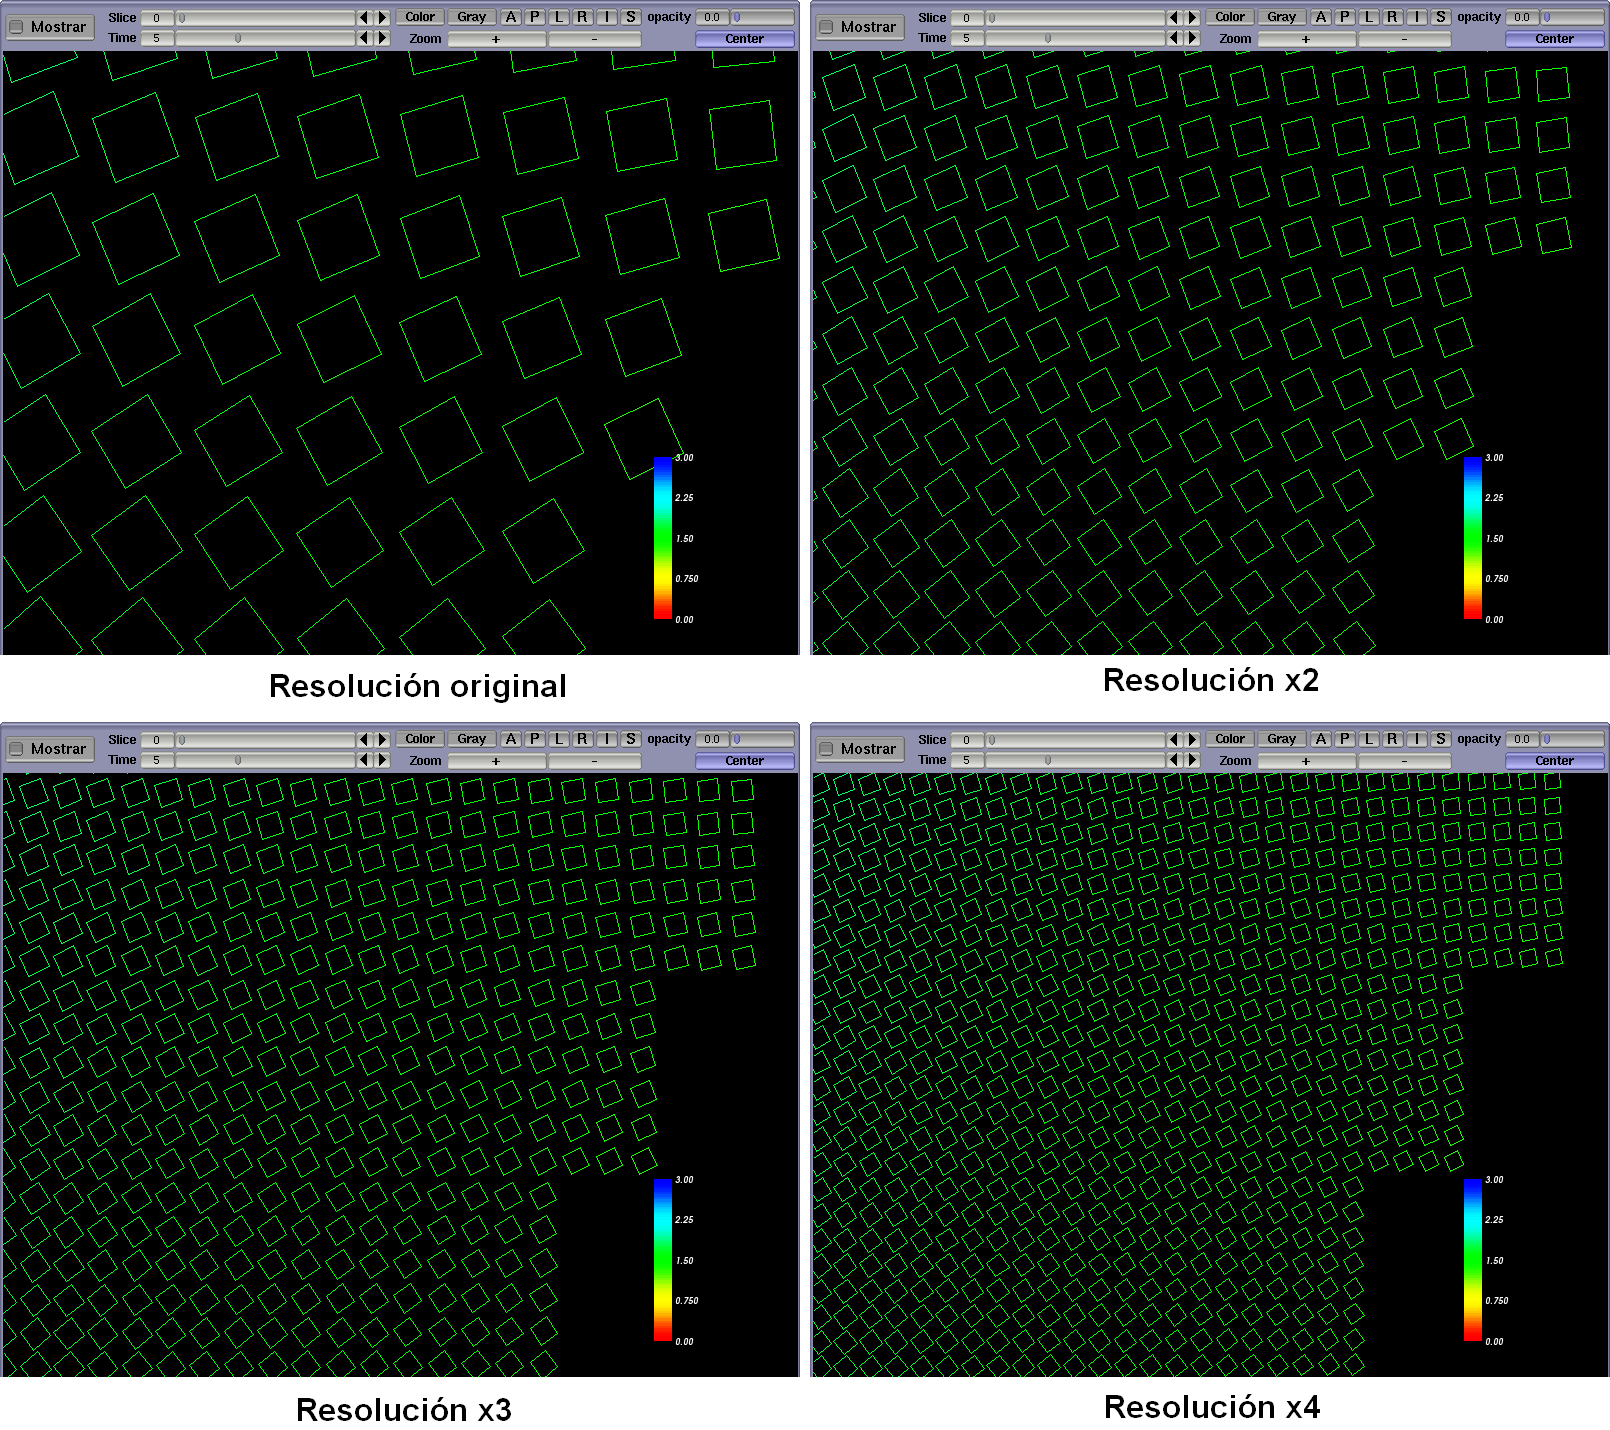 Mostrar Slice 0 Color Gray A P L R I S opacity 0.0
Time 5 Zoom + - Center
3.00
2.25
1.50
0.750
0.00
Resolución original
Mostrar Slice 0 Color Gray A P L R I S opacity 0.0
Time 5 Zoom + - Center
3.00
2.25
1.50
0.750
0.00
Resolución x2
Mostrar Slice 0 Color Gray A P L R I S opacity 0.0
Time 5 Zoom + - Center
3.00
2.25
1.50
0.750
0.00
Resolución x3
Mostrar Slice 0 Color Gray A P L R I S opacity 0.0
Time 5 Zoom + - Center
3.00
2.25
1.50
0.750
0.00
Resolución x4